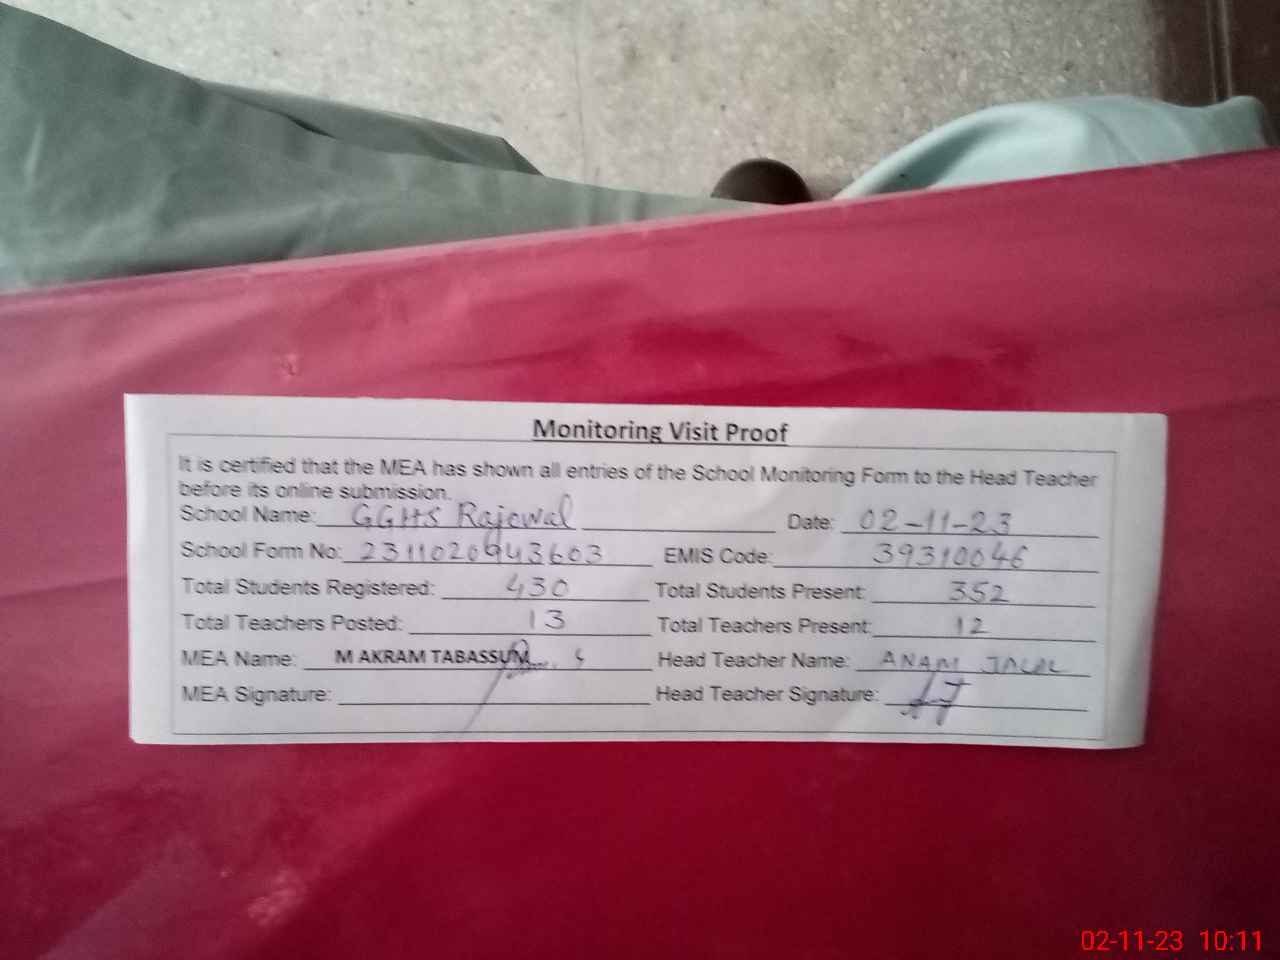 Monitoring Visit Proof
It is certified that the MEA has shown all entries of the School Monitoring Form to the Head Teacher
before its online submission.
School Name: GGHS Rajewal Date: 02-11-23
School Form No: 2311020943603 EMIS Code: 39310046
Total Students Registered: 430 Total Students Present: 352
Total Teachers Posted: 13 Total Teachers Present: 12
MEA Name: M AKRAM TABASSUM Head Teacher Name: ANAM JALAL
MEA Signature: Head Teacher Signature:
02-11-23 10:11